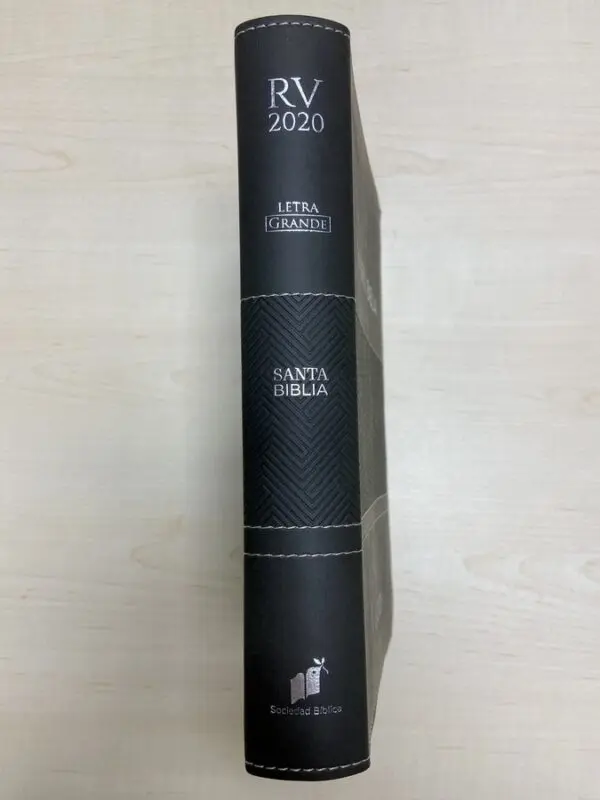 RV
2020
LETRA
GRANDE
SANTA
BIBLIA
Sociedad Bíblica